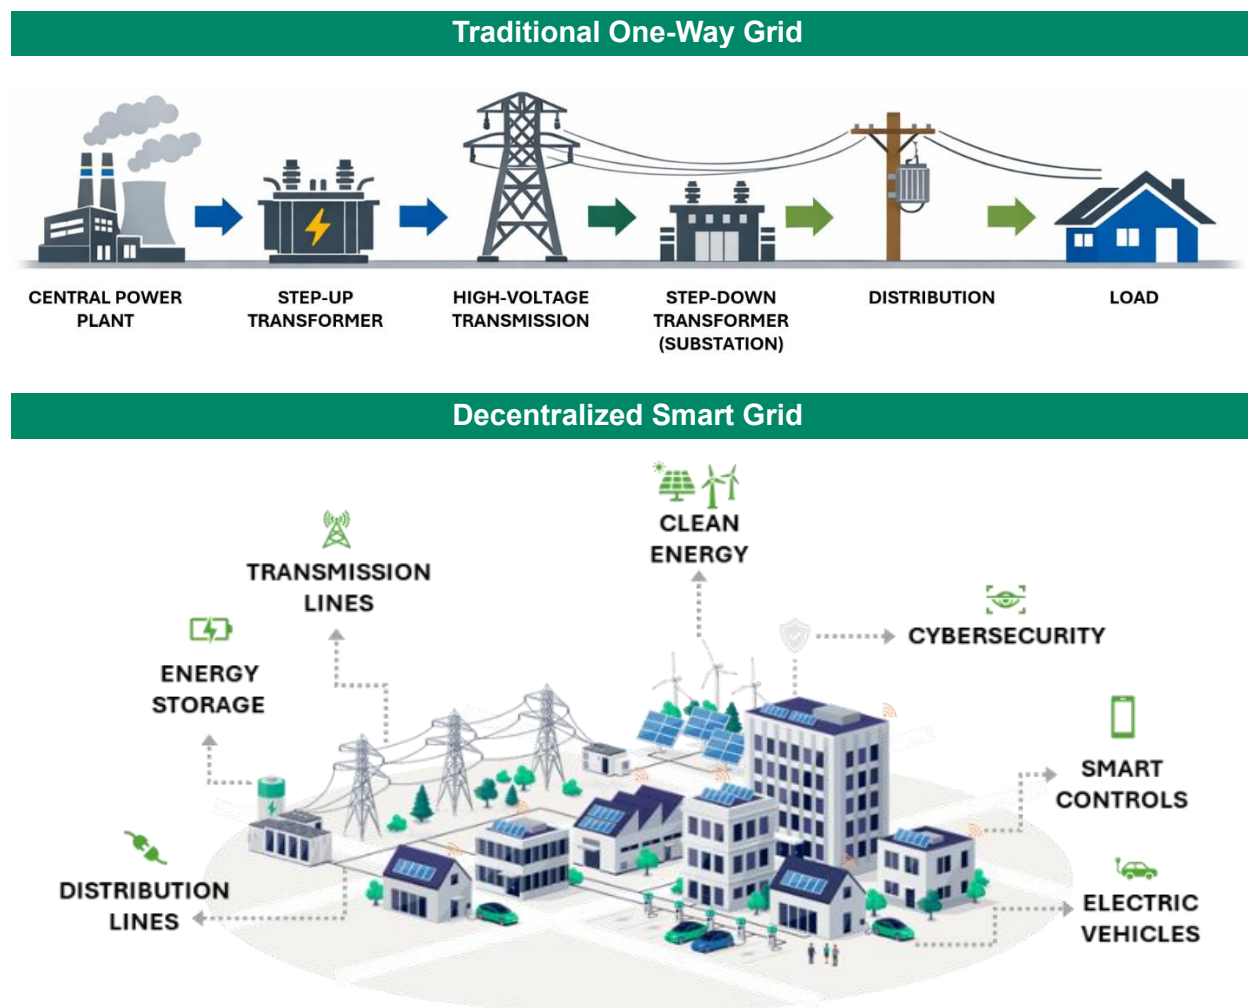 Traditional One-Way Grid
CENTRAL POWER
PLANT
STEP-UP
TRANSFORMER
HIGH-VOLTAGE
TRANSMISSION
STEP-DOWN
TRANSFORMER
(SUBSTATION)
DISTRIBUTION
LOAD
Decentralized Smart Grid
CLEAN
ENERGY
TRANSMISSION
LINES
CYBERSECURITY
ENERGY
STORAGE
SMART
CONTROLS
DISTRIBUTION
LINES
ELECTRIC
VEHICLES